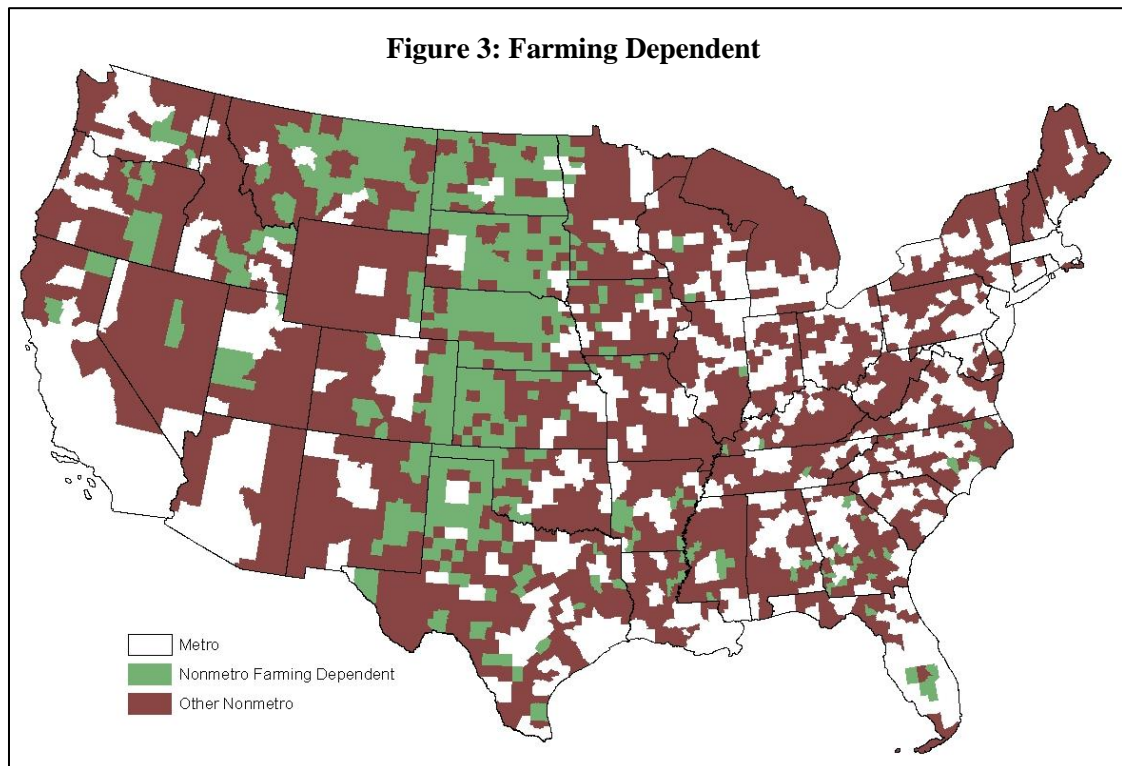 Figure 3: Farming Dependent
Metro
Nonmetro Farming Dependent
Other Nonmetro